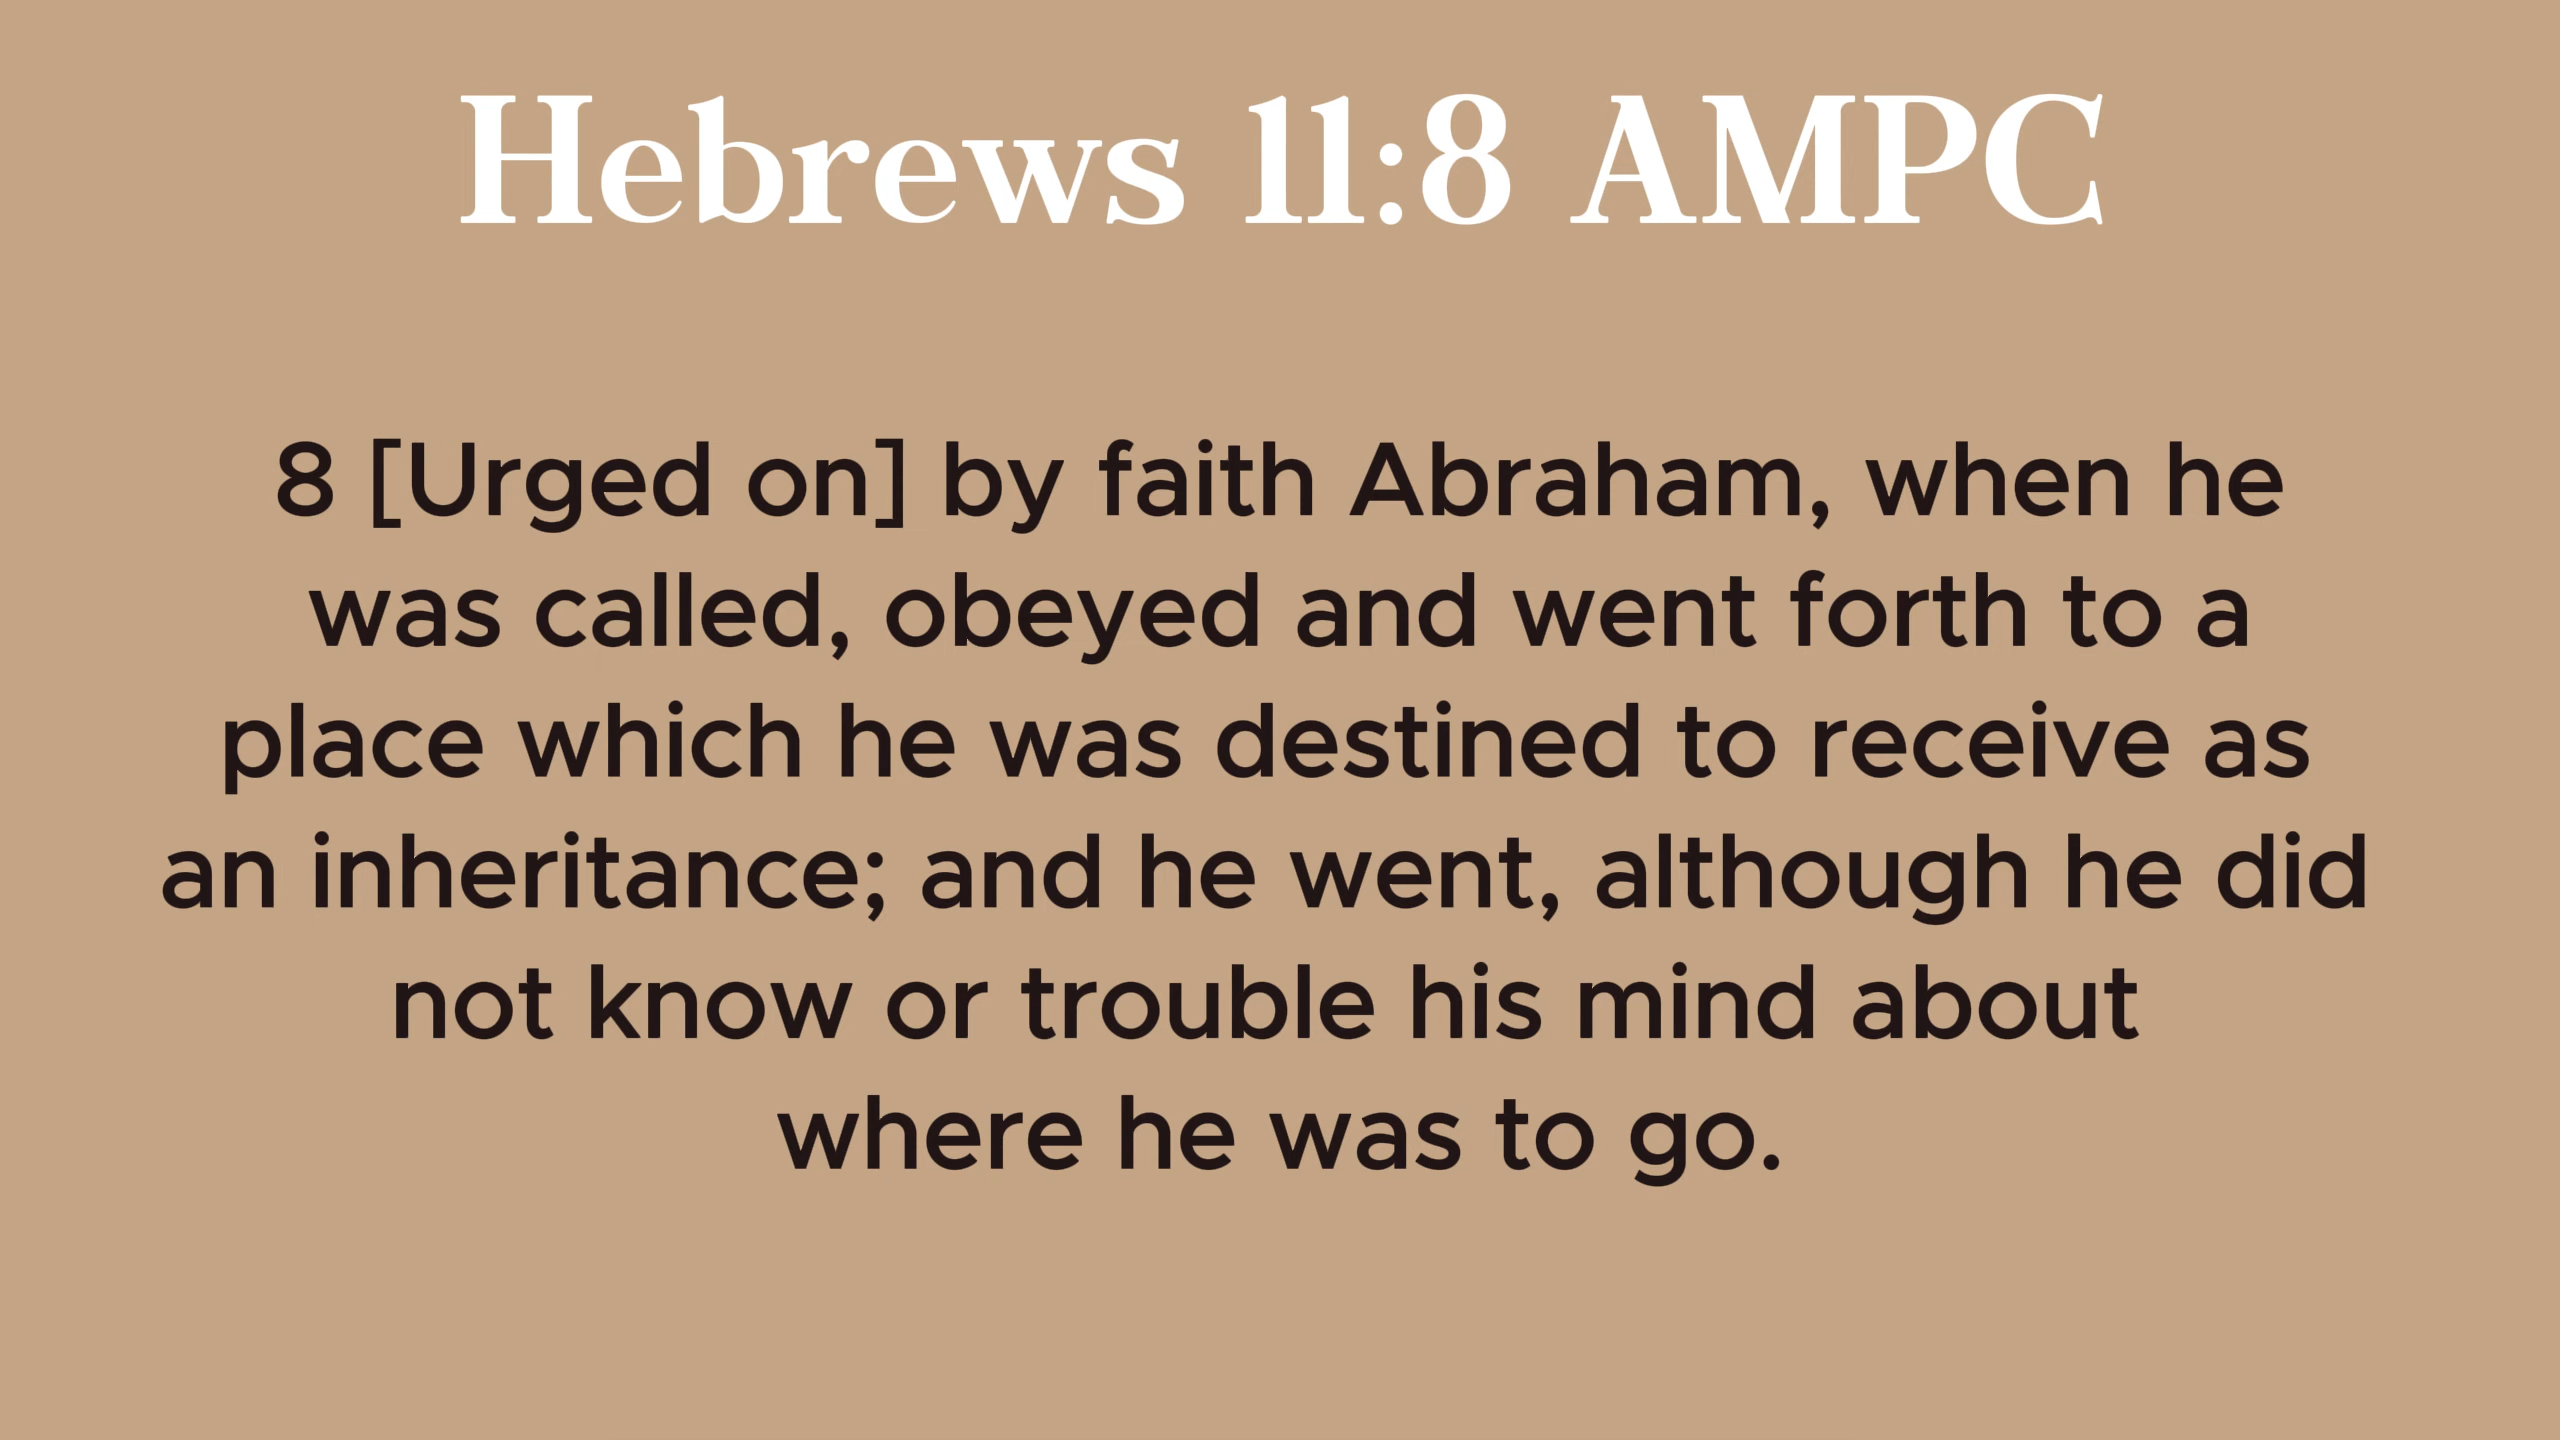 Hebrews 11:8 AMPC
8 [Urged on] by faith Abraham, when he
was called, obeyed and went forth to a
place which he was destined to receive as
an inheritance; and he went, although he did
not know or trouble his mind about
where he was to go.